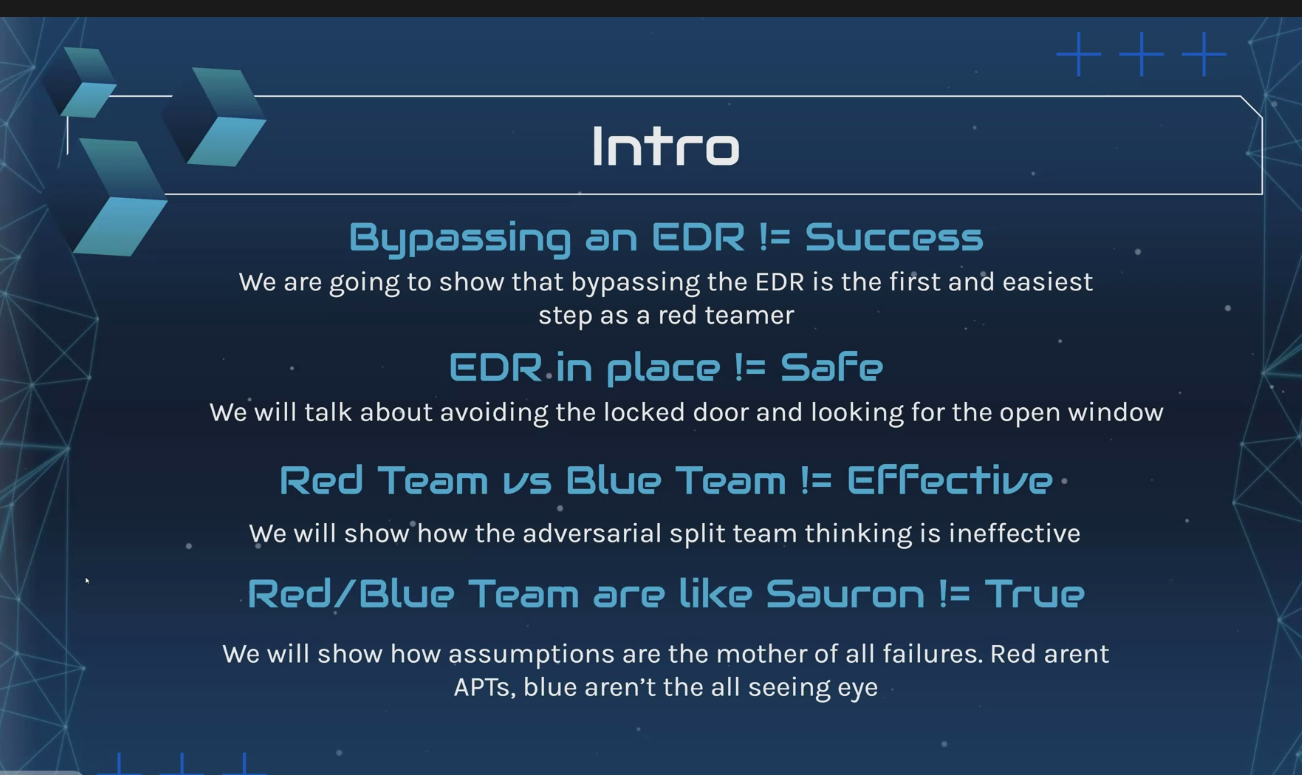 Intro
Bypassing an EDR != Success
We are going to show that bypassing the EDR is the first and easiest
step as a red teamer
EDR in place != Safe
We will talk about avoiding the locked door and looking for the open window
Red Team vs Blue Team != Effective
We will show how the adversarial split team thinking is ineffective
Red/Blue Team are like Sauron != True
We will show how assumptions are the mother of all failures. Red arent
APTs, blue aren’t the all seeing eye